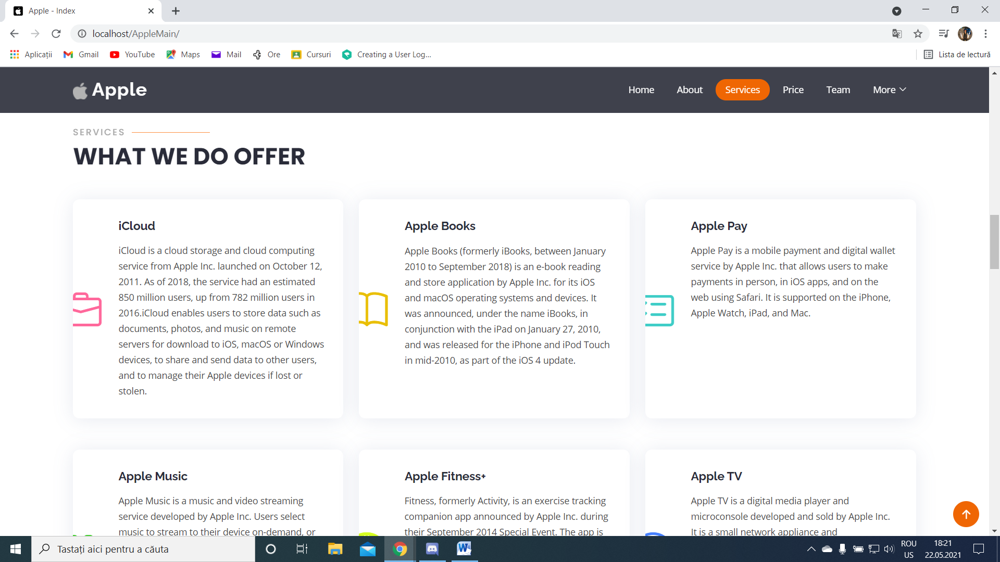 Apple - Index
localhost/AppleMain/
Aplicații Gmail YouTube Maps Mail Ore Cursuri Creating a User Log... Lista de lectură
Apple
Home About Services Price Team More
SERVICES
WHAT WE DO OFFER
iCloud
iCloud is a cloud storage and cloud computing
service from Apple Inc. launched on October 12,
2011. As of 2018, the service had an estimated
850 million users, up from 782 million users in
2016.iCloud enables users to store data such as
documents, photos, and music on remote
servers for download to iOS, macOS or Windows
devices, to share and send data to other users,
and to manage their Apple devices if lost or
stolen.
Apple Books
Apple Books (formerly iBooks, between January
2010 to September 2018) is an e-book reading
and store application by Apple Inc. for its iOS
and macOS operating systems and devices. It
was announced, under the name iBooks, in
conjunction with the iPad on January 27, 2010,
and was released for the iPhone and iPod Touch
in mid-2010, as part of the iOS 4 update.
Apple Pay
Apple Pay is a mobile payment and digital wallet
service by Apple Inc. that allows users to make
payments in person, in iOS apps, and on the
web using Safari. It is supported on the iPhone,
Apple Watch, iPad, and Mac.
Apple Music
Apple Music is a music and video streaming
service developed by Apple Inc. Users select
music to stream to their device on-demand, or
Apple Fitness+
Fitness, formerly Activity, is an exercise tracking
companion app announced by Apple Inc. during
their September 2014 Special Event. The app is
Apple TV
Apple TV is a digital media player and
microconsole developed and sold by Apple Inc.
It is a small network appliance and
Tastați aici pentru a căuta
ROU
US
18:21
22.05.2021